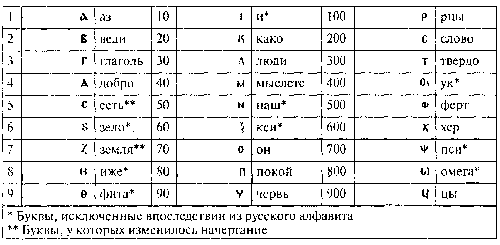 1 А аз 10 І и* 100 Р рцы
2 В веди 20 К како 200 С слово
3 Г глаголь 30 Л люди 300 Т твердо
4 Д добро 40 М мыслете 400 Оу ук*
5 Є есть** 50 N наш* 500 Ф ферт
6 Ѕ зело* 60 Ѯ кси* 600 Х хер
7 Z земля** 70 О он 700 Ѱ пси*
8 И иже* 80 П покой 800 Ѡ омега*
9 Ѳ фита* 90 Ч червь 900 Ц цы
* Буквы, исключенные впоследствии из русского алфавита
** Буквы, у которых изменилось начертание